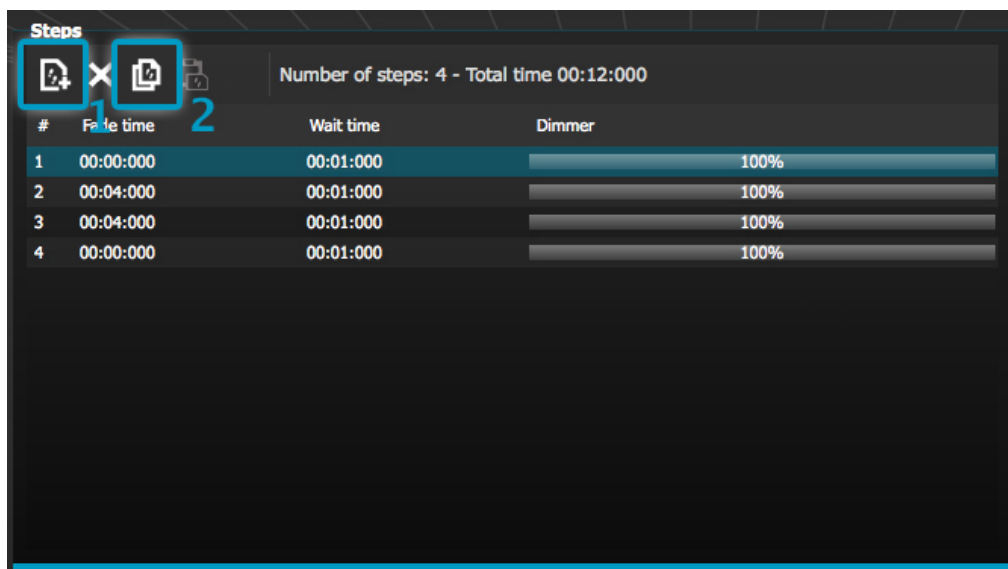 Steps
Number of steps: 4 - Total time 00:12:000
1 2
# Fade time Wait time Dimmer
1 00:00:000 00:01:000 100%
2 00:04:000 00:01:000 100%
3 00:04:000 00:01:000 100%
4 00:00:000 00:01:000 100%